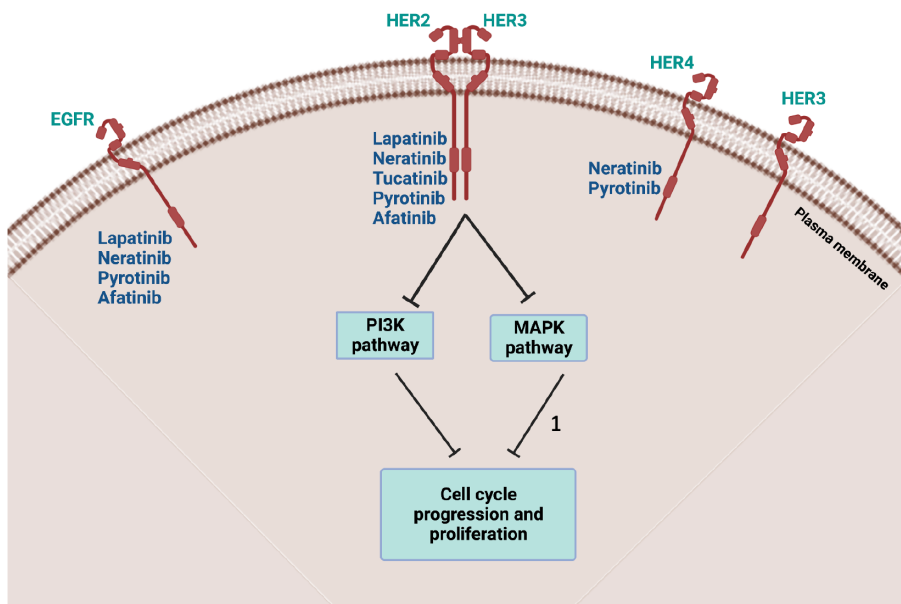 HER2
HER3
HER4
HER3
EGFR
Lapatinib
Neratinib
Tucatinib
Pyrotinib
Afatinib
Neratinib
Pyrotinib
Plasma membrane
Lapatinib
Neratinib
Pyrotinib
Afatinib
PI3K
pathway
MAPK
pathway
1
Cell cycle
progression and
proliferation